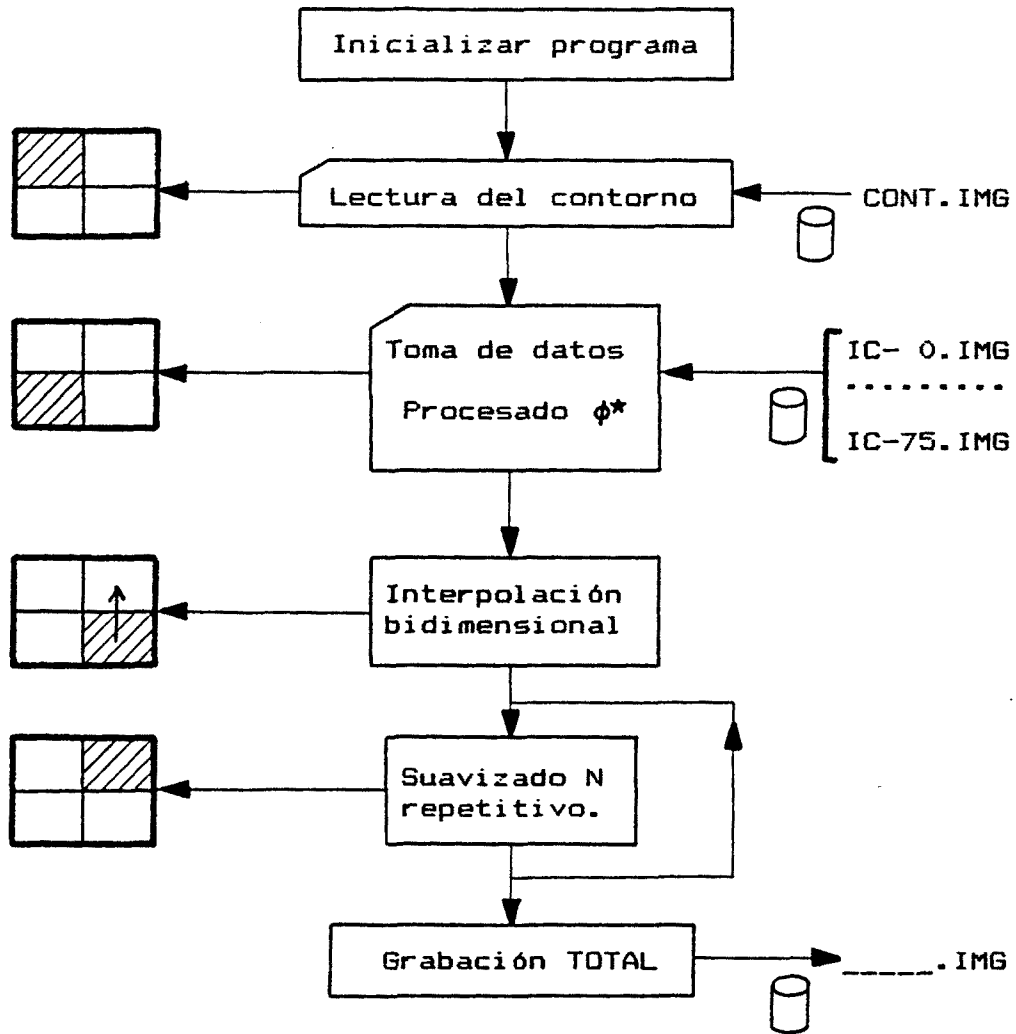 Inicializar programa
Lectura del contorno
CONT.IMG
Toma de datos
Procesado ϕ*
IC- 0.IMG
.........
IC-75.IMG
Interpolación
bidimensional
Suavizado N
repetitivo.
Grabación TOTAL
_____.IMG